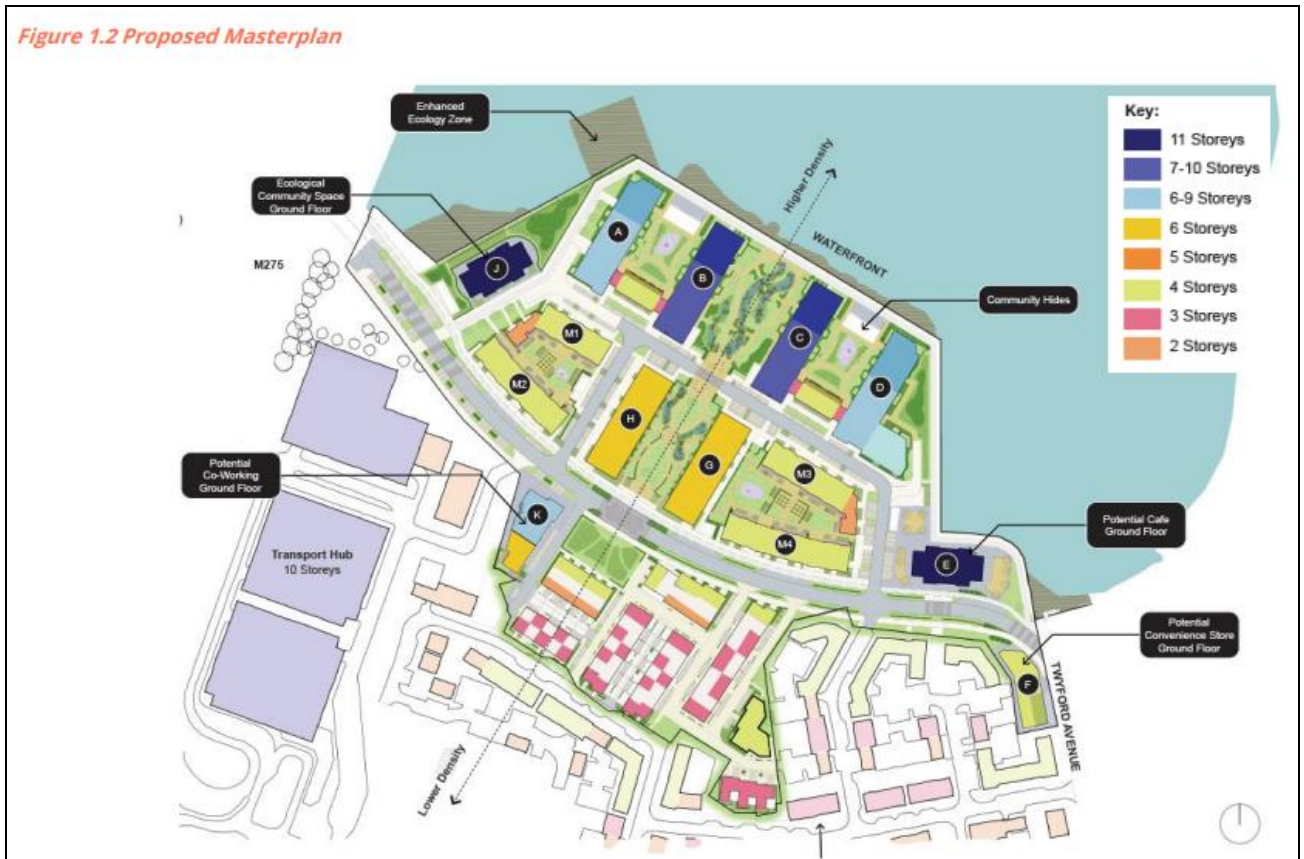 Figure 1.2 Proposed Masterplan
Enhanced
Ecology Zone
Ecological
Community Space
Ground Floor
)
M275
Higher Density
WATERFRONT
Community Hides
Key:
11 Storeys
7-10 Storeys
6-9 Storeys
6 Storeys
5 Storeys
4 Storeys
3 Storeys
2 Storeys
A
B
C
D
J
M1
M2
H
G
M3
M4
Potential
Co-Working
Ground Floor
K
E
Potential Cafe
Ground Floor
Transport Hub
10 Storeys
Potential
Convenience Store
Ground Floor
F
TWYFORD AVENUE
Lower Density